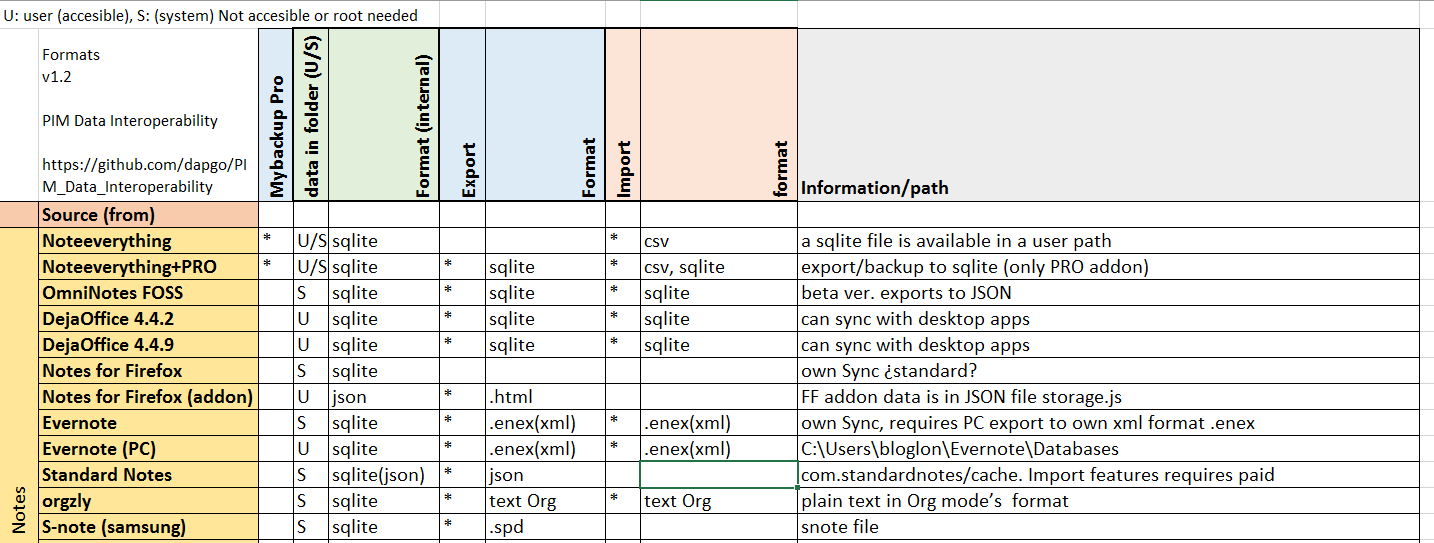 U: user (accesible), S: (system) Not accesible or root needed
Formats
v1.2
PIM Data Interoperability
https://github.com/dapgo/PI
M_Data_Interoperability
Mybackup Pro
data in folder (U/S)
Format (internal)
Export
Format
Import
format
Information/path
Source (from)
Notes
Noteeverything * U/S sqlite * csv a sqlite file is available in a user path
Noteeverything+PRO * U/S sqlite * sqlite * csv, sqlite export/backup to sqlite (only PRO addon)
OmniNotes FOSS S sqlite * sqlite * sqlite beta ver. exports to JSON
DejaOffice 4.4.2 U sqlite * sqlite * sqlite can sync with desktop apps
DejaOffice 4.4.9 U sqlite * sqlite * sqlite can sync with desktop apps
Notes for Firefox S sqlite own Sync ¿standard?
Notes for Firefox (addon) U json * .html FF addon data is in JSON file storage.js
Evernote S sqlite * .enex(xml) * .enex(xml) own Sync, requires PC export to own xml format .enex
Evernote (PC) U sqlite * .enex(xml) * .enex(xml) C:\Users\bloglon\Evernote\Databases
Standard Notes S sqlite(json) * json com.standardnotes/cache. Import features requires paid
orgzly S sqlite * text Org * text Org plain text in Org mode’s format
S-note (samsung) S sqlite * .spd snote file